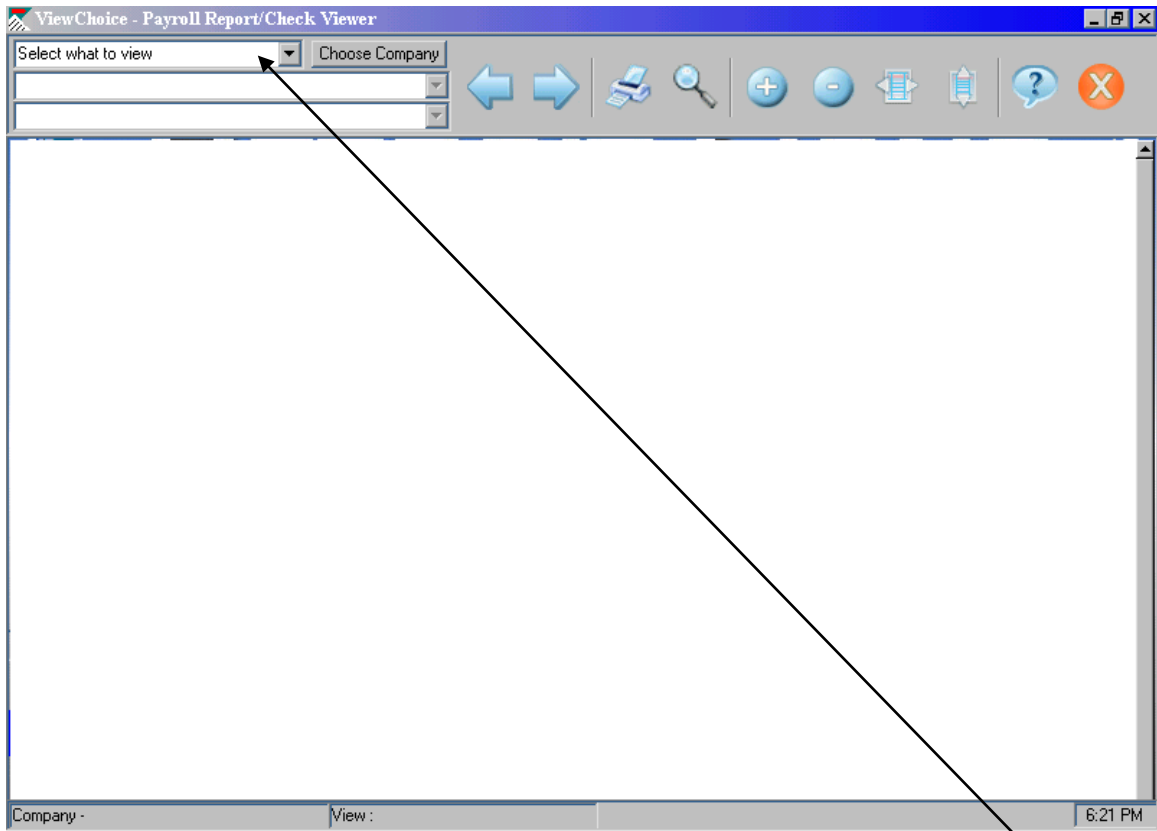 ViewChoice - Payroll Report/Check Viewer
Select what to view
Choose Company
Company -
View :
6:21 PM